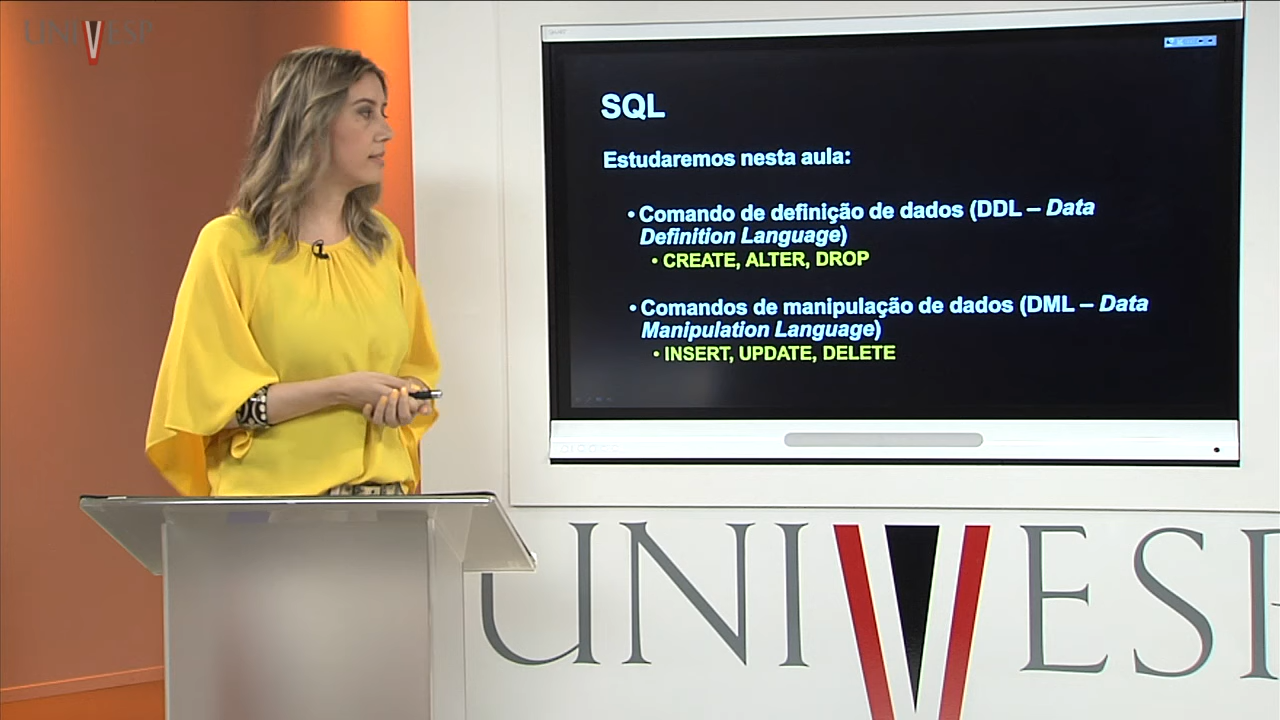 UNIVESP
SQL
Estudaremos nesta aula:
• Comando de definição de dados (DDL – Data
Definition Language)
• CREATE, ALTER, DROP
• Comandos de manipulação de dados (DML – Data
Manipulation Language)
• INSERT, UPDATE, DELETE
UNIVESP